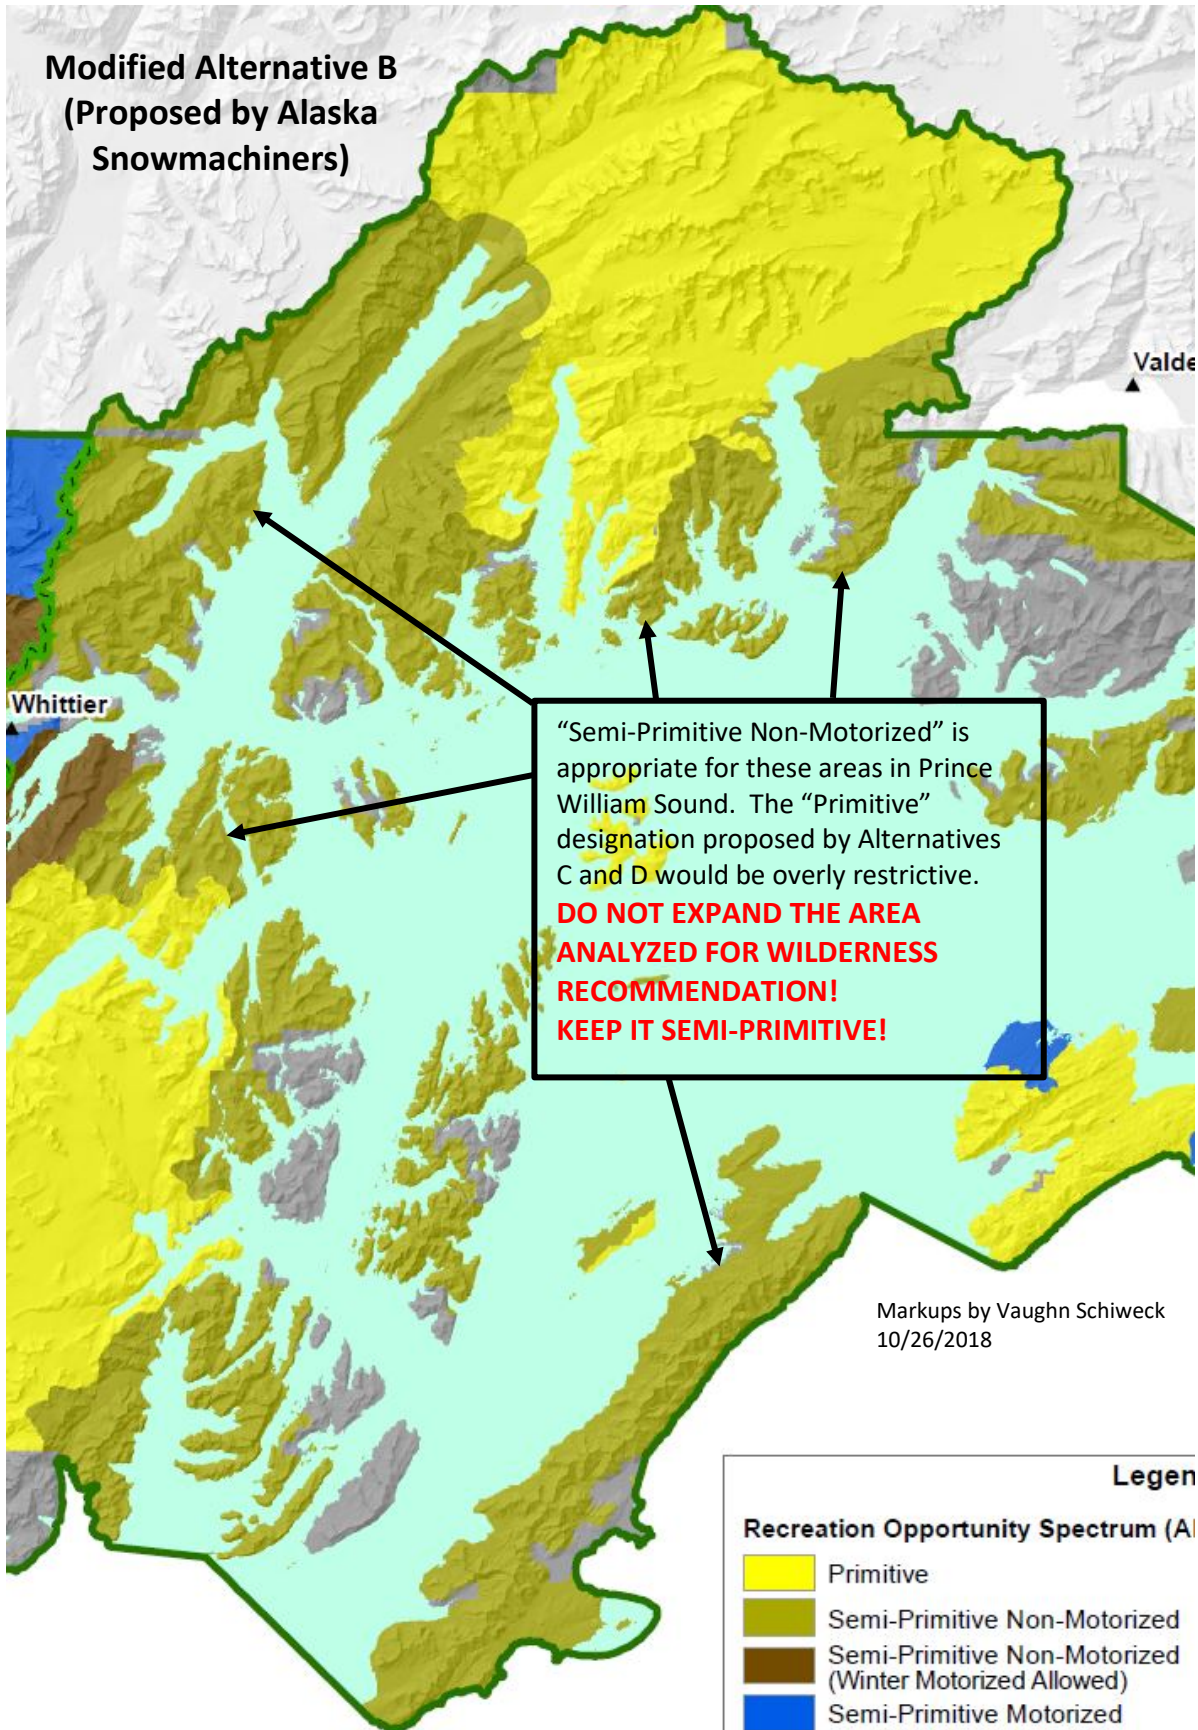 Modified Alternative B
(Proposed by Alaska
Snowmachiners)
Valde
Whittier
“Semi-Primitive Non-Motorized” is
appropriate for these areas in Prince
William Sound.  The “Primitive”
designation proposed by Alternatives
C and D would be overly restrictive.
DO NOT EXPAND THE AREA
ANALYZED FOR WILDERNESS
RECOMMENDATION!
KEEP IT SEMI-PRIMITIVE!
Markups by Vaughn Schiweck
10/26/2018
Legen
Recreation Opportunity Spectrum (Al
Primitive
Semi-Primitive Non-Motorized
Semi-Primitive Non-Motorized
(Winter Motorized Allowed)
Semi-Primitive Motorized